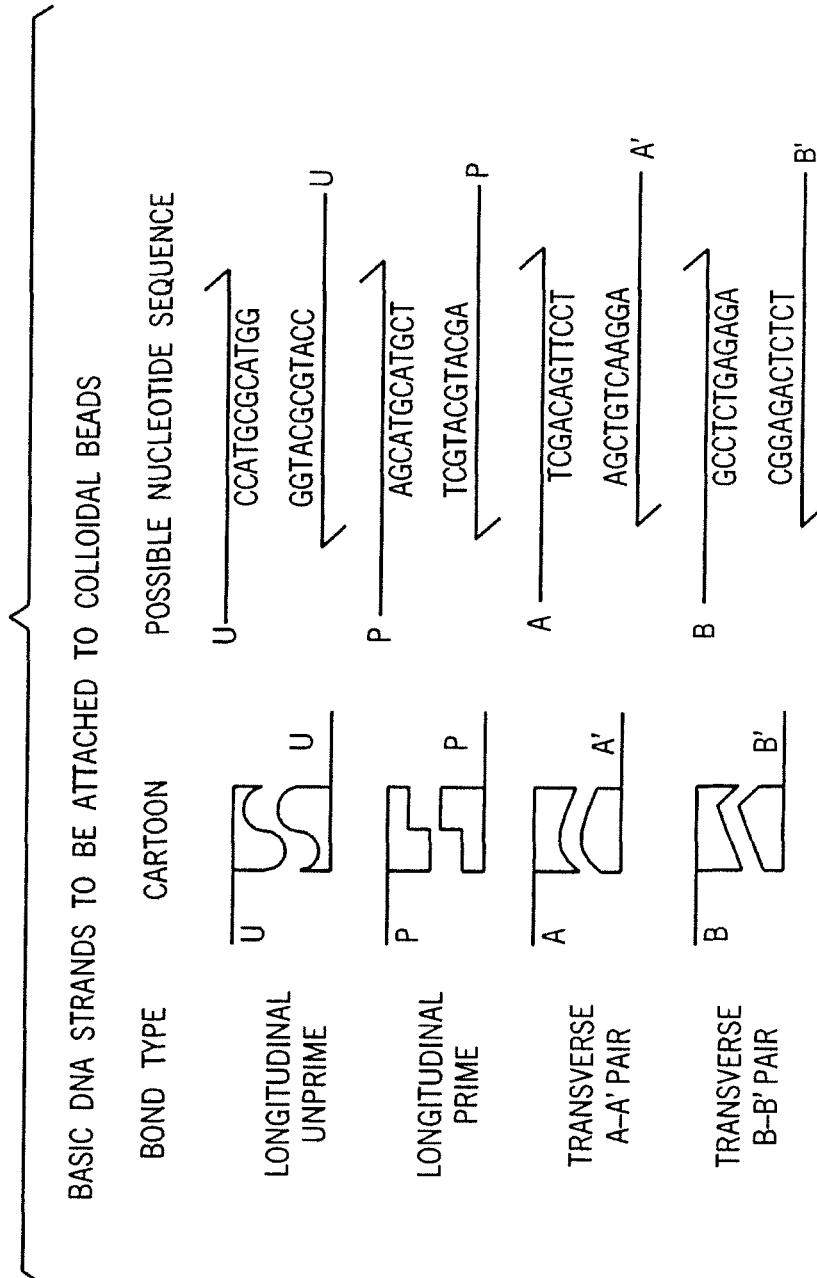 BASIC DNA STRANDS TO BE ATTACHED TO COLLOIDAL BEADS
BOND TYPE CARTOON POSSIBLE NUCLEOTIDE SEQUENCE
LONGITUDINAL
UNPRIME
U
U
U
CCATGCGCATGG
GGTACGCGTACC
U
LONGITUDINAL
PRIME
P
P
P
AGCATGCATGCT
TCGTACGTACGA
P
TRANSVERSE
A–A' PAIR
A
A'
A
TCGACAGTTCCT
AGCTGTCAAGGA
A'
TRANSVERSE
B–B' PAIR
B
B'
B
GCCTCTGAGAGA
CGGAGACTCTCT
B'